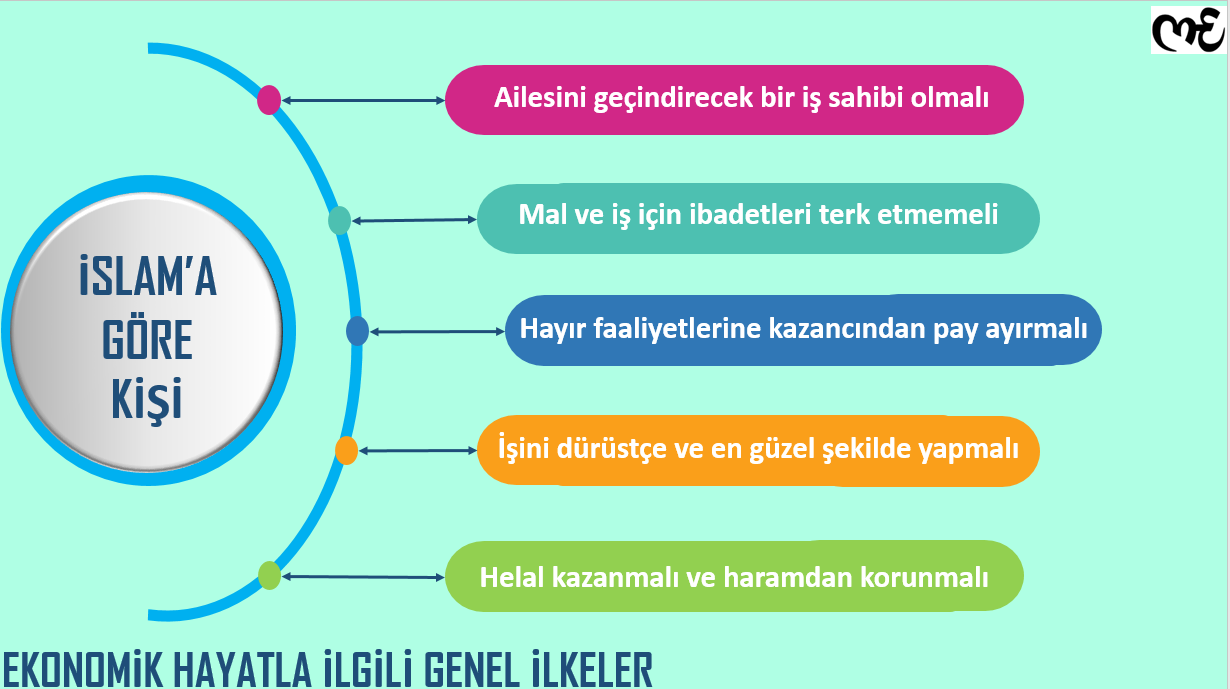 Ailesini geçindirecek bir iş sahibi olmalı
Mal ve iş için ibadetleri terk etmemeli
İSLAM’A
GÖRE
Kişi
Hayır faaliyetlerine kazancından pay ayırmalı
İşini dürüstçe ve en güzel şekilde yapmalı
Helal kazanmalı ve haramdan korunmalı
EKONOMİK HAYATLA İLGİLİ GENEL İLKELER